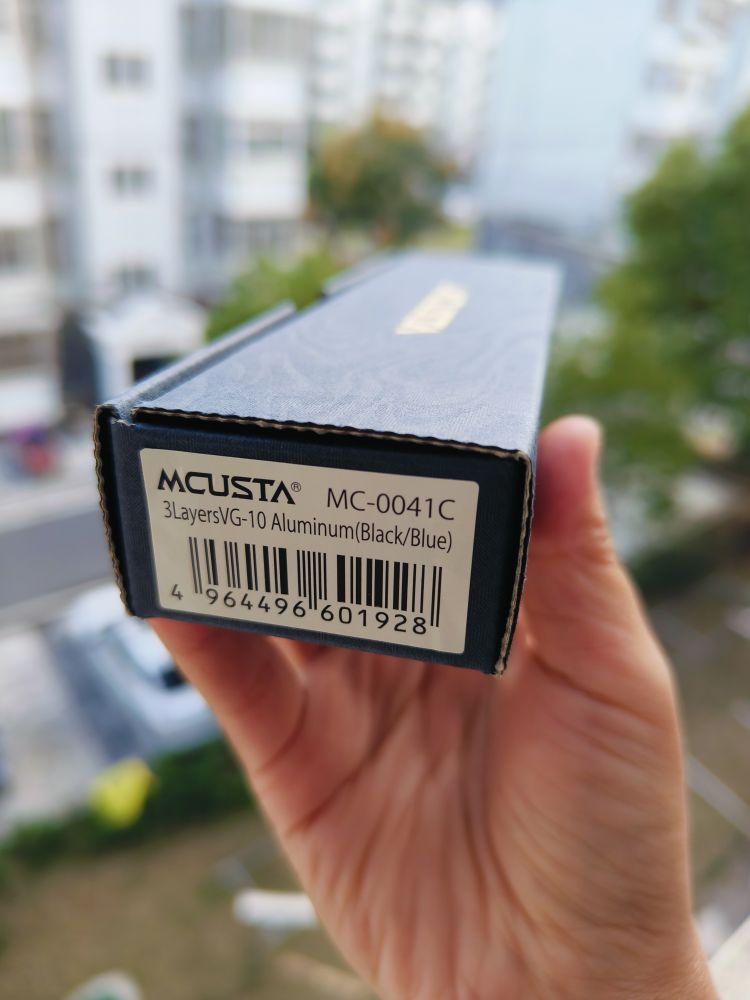 MCUSTA® MC-0041C
3LayersVG-10 Aluminum(Black/Blue)
4 964496 601928